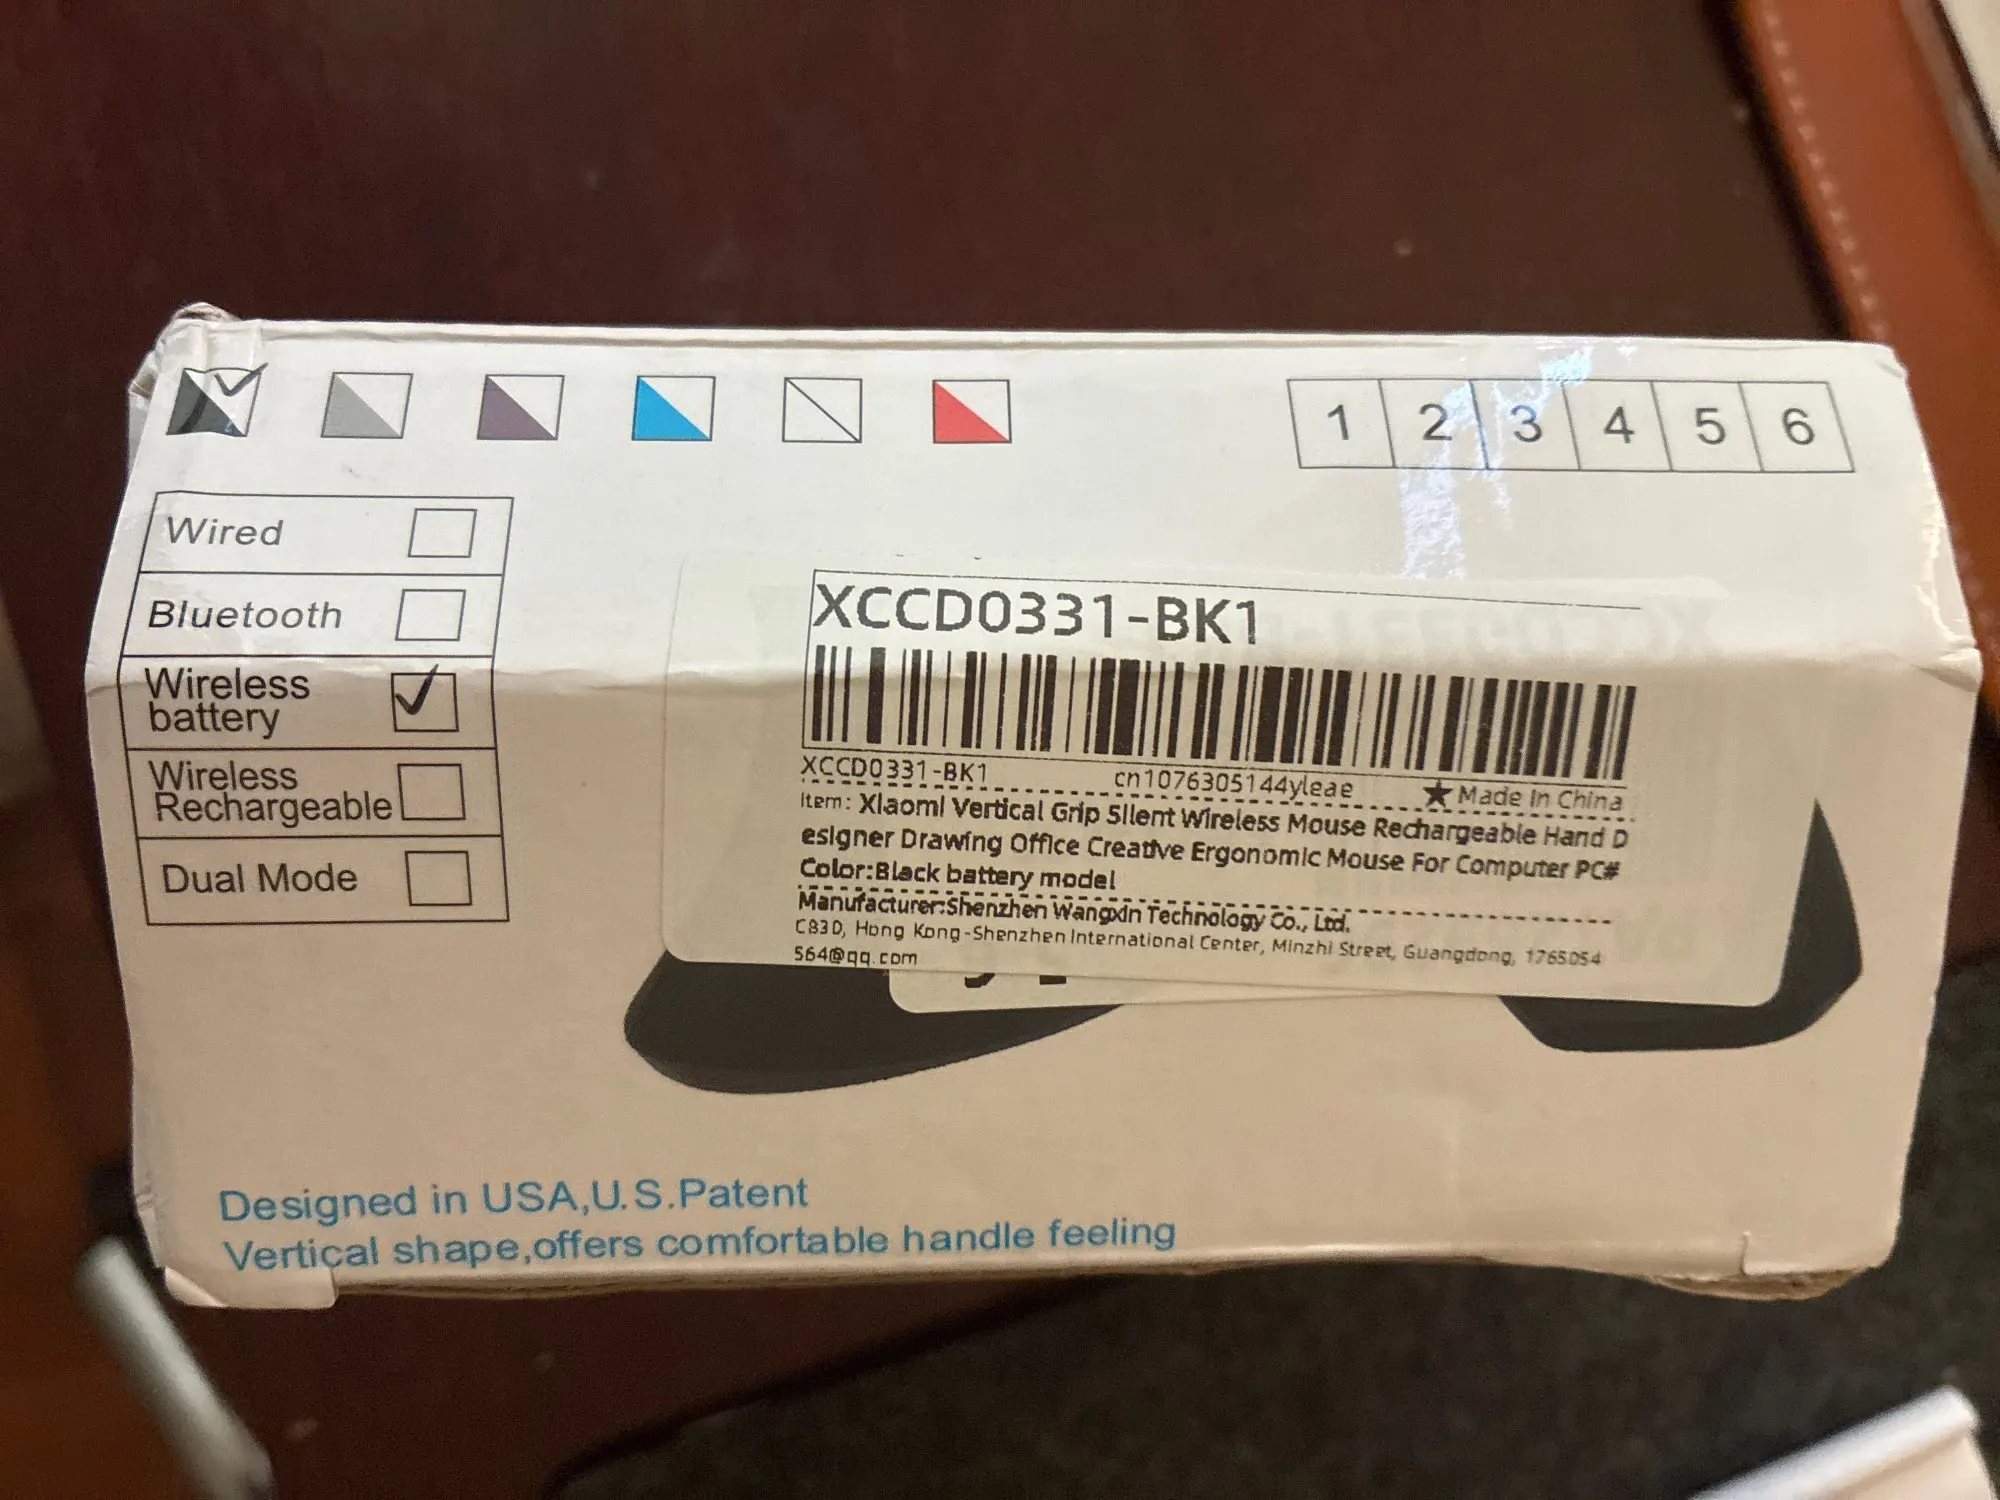 1 2 3 4 5 6
Wired
Bluetooth
Wireless
battery
Wireless
Rechargeable
Dual Mode
XCCD0331-BK1
XCCD0331-BK1 cn1076305144yleae ★Made In China
Item: Xiaomi Vertical Grip Silent Wireless Mouse Rechargeable Hand D
esigner Drawing Office Creative Ergonomic Mouse For Computer PC#
Color:Black battery model
Manufacturer:Shenzhen Wangxin Technology Co., Ltd.
C83D, Hong Kong-Shenzhen International Center, Minzhi Street, Guangdong, 1765054
564@qq.com
Designed in USA,U.S.Patent
Vertical shape,offers comfortable handle feeling